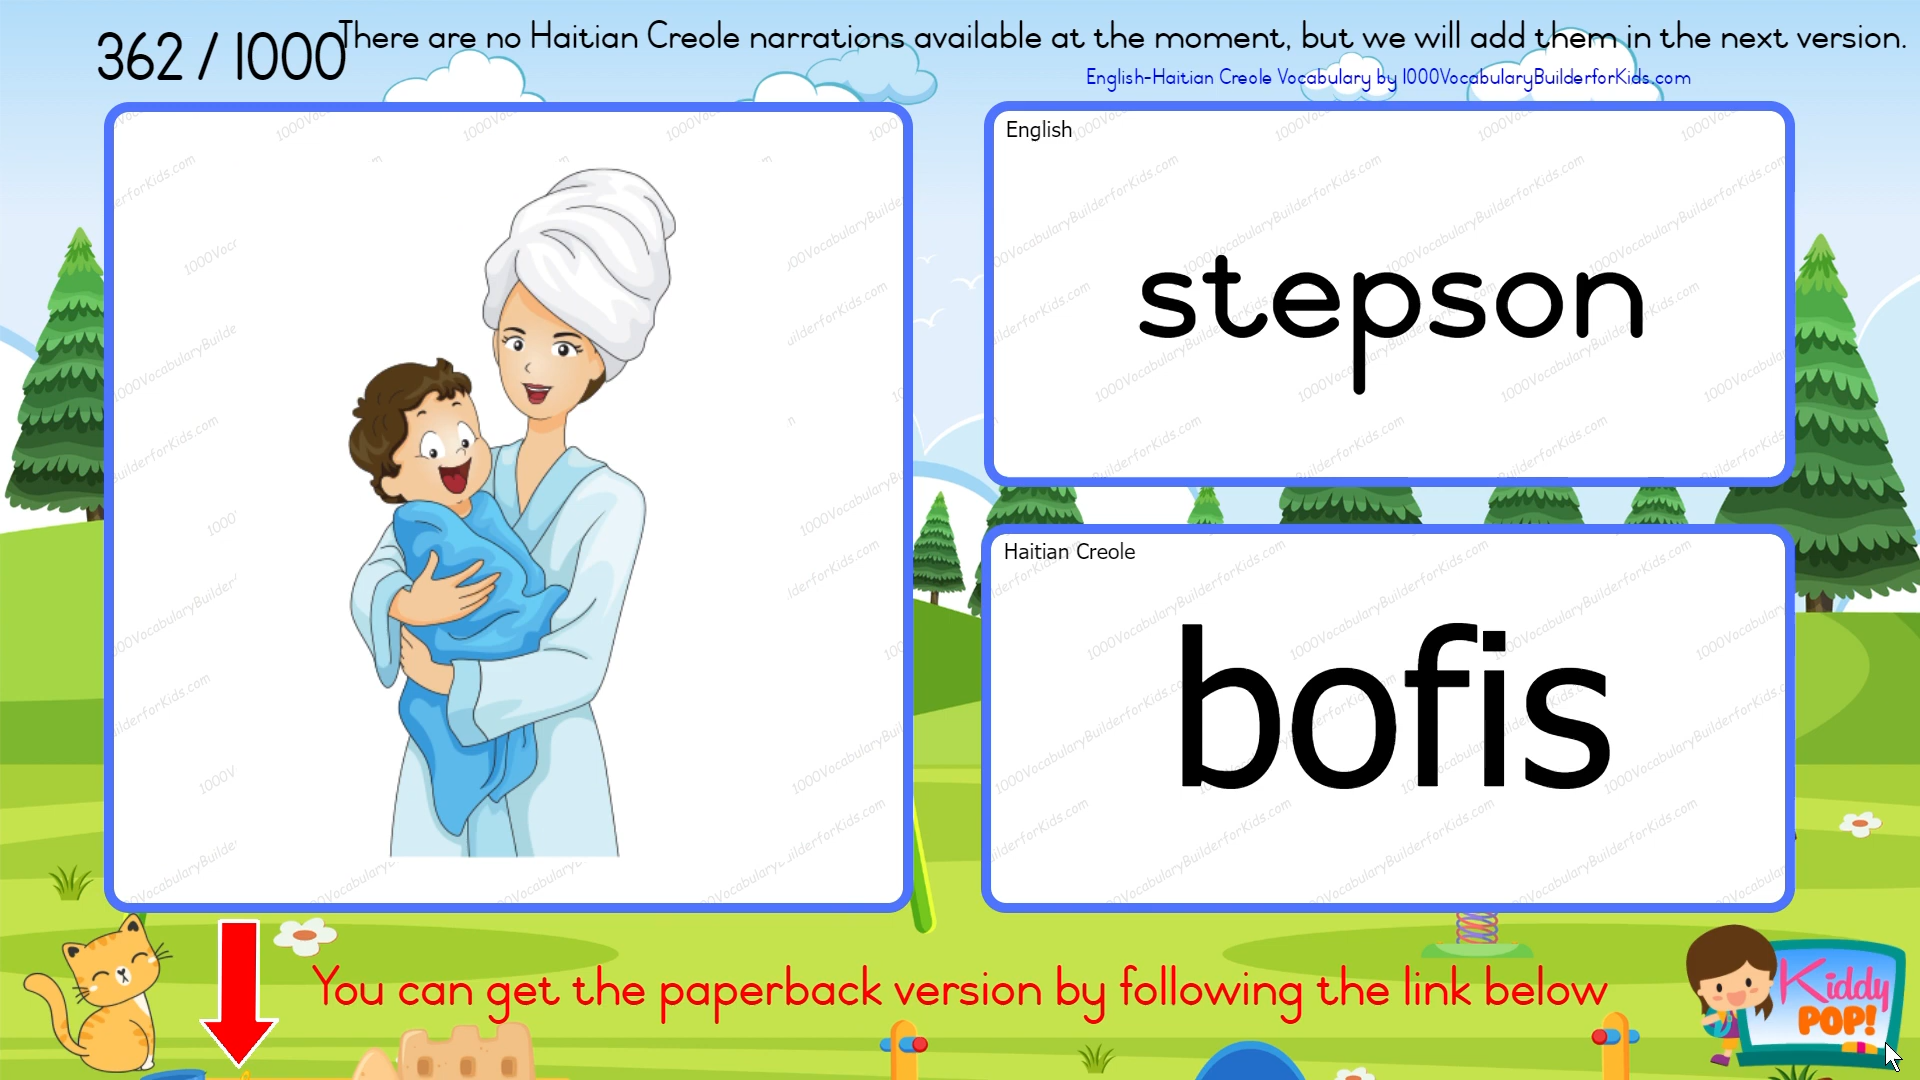 362 / 1000
There are no Haitian Creole narrations available at the moment, but we will add them in the next version.
English-Haitian Creole Vocabulary by 1000VocabularyBuilderforKids.com
English
stepson
Haitian Creole
bofis
You can get the paperback version by following the link below
Kiddy
POP!
1000VocabularyBuilderforKids.com